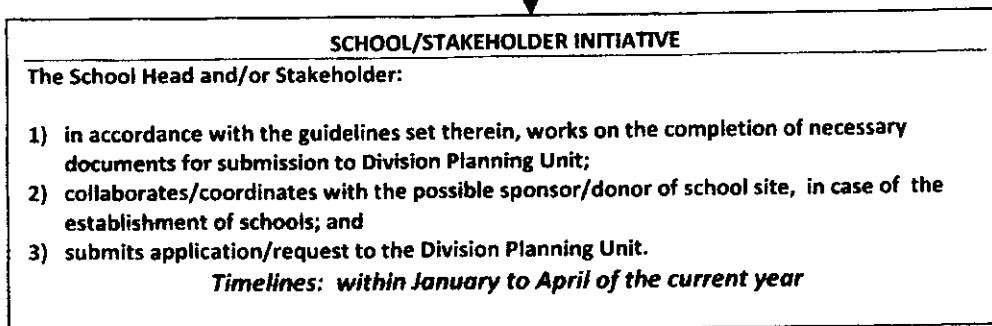 SCHOOL/STAKEHOLDER INITIATIVE
The School Head and/or Stakeholder:
1) in accordance with the guidelines set therein, works on the completion of necessary
documents for submission to Division Planning Unit;
2) collaborates/coordinates with the possible sponsor/donor of school site, in case of the
establishment of schools; and
3) submits application/request to the Division Planning Unit.
Timelines: within January to April of the current year